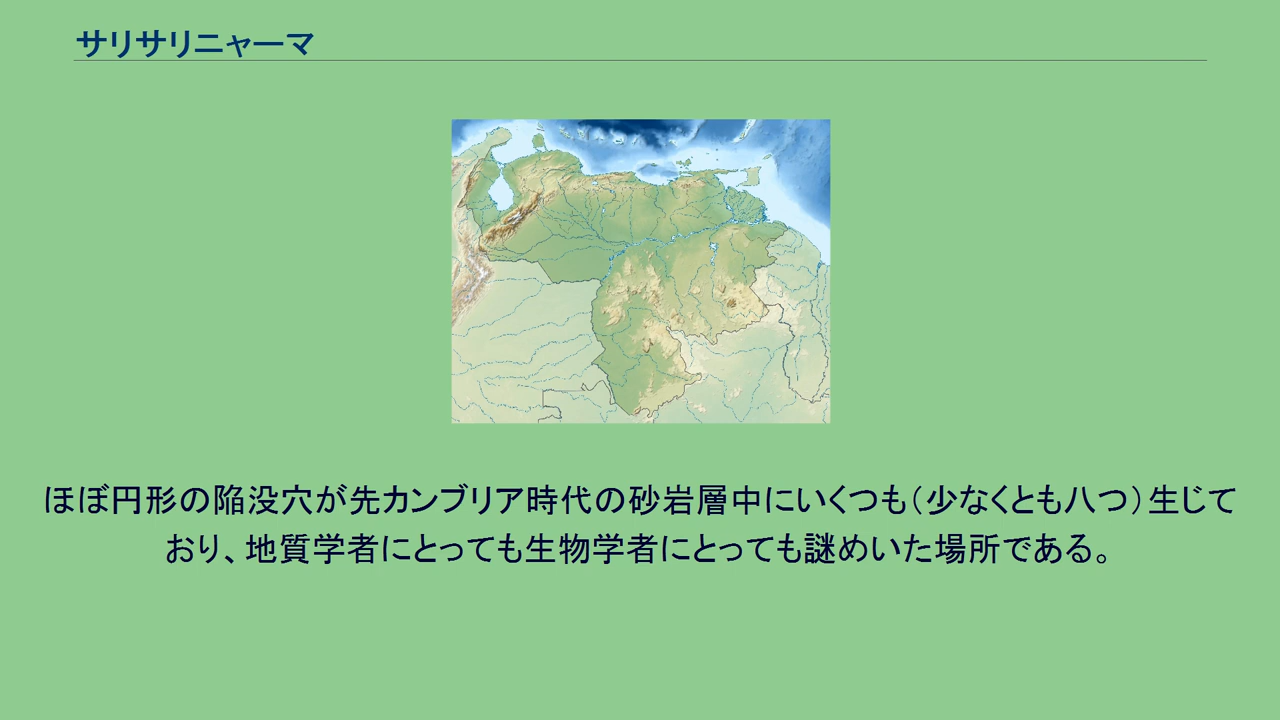 サリサリニャーマ
ほぼ円形の陥没穴が先カンブリア時代の砂岩層中にいくつも（少なくとも八つ）生じて
おり、地質学者にとっても生物学者にとっても謎めいた場所である。